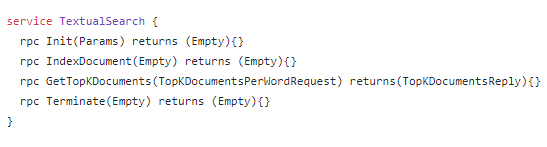 service TextualSearch {
  rpc Init(Params) returns (Empty){}
  rpc IndexDocument(Empty) returns (Empty){}
  rpc GetTopKDocuments(TopKDocumentsPerWordRequest) returns(TopKDocumentsReply){}
  rpc Terminate(Empty) returns (Empty){}
}